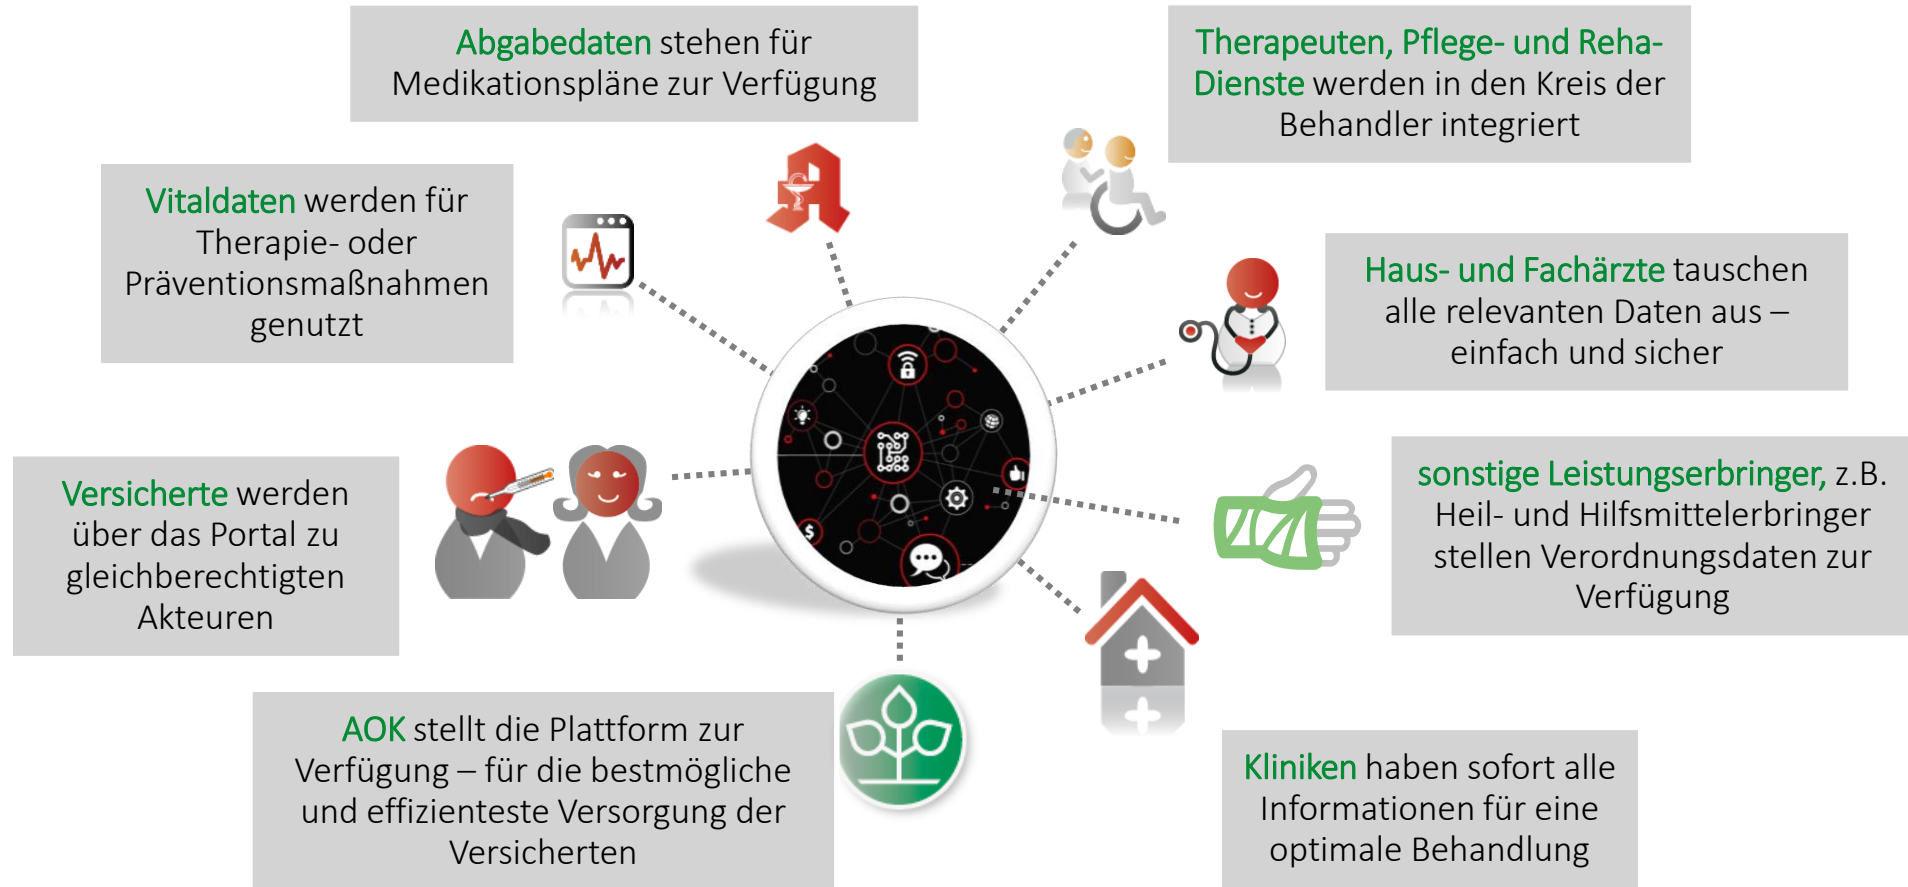 Abgabedaten stehen für
Medikationspläne zur Verfügung
Therapeuten, Pflege- und Reha-
Dienste werden in den Kreis der
Behandler integriert
Vitaldaten werden für
Therapie- oder
Präventionsmaßnahmen
genutzt
Haus- und Fachärzte tauschen
alle relevanten Daten aus –
einfach und sicher
Versicherte werden
über das Portal zu
gleichberechtigten
Akteuren
sonstige Leistungserbringer, z.B.
Heil- und Hilfsmittelerbringer
stellen Verordnungsdaten zur
Verfügung
AOK stellt die Plattform zur
Verfügung – für die bestmögliche
und effizienteste Versorgung der
Versicherten
Kliniken haben sofort alle
Informationen für eine
optimale Behandlung